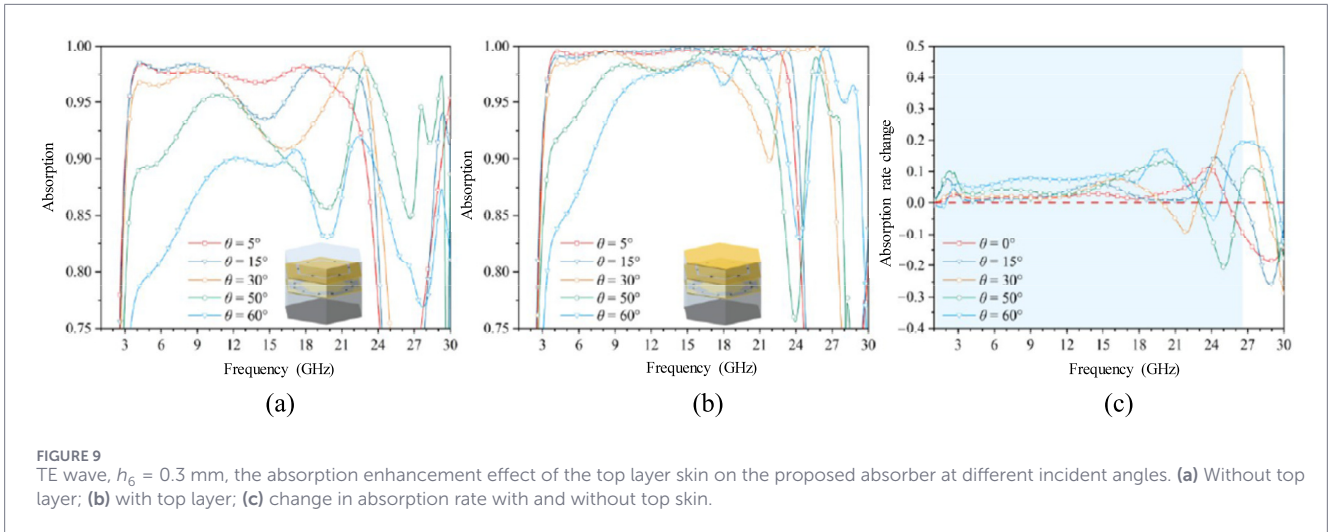 1.00
0.95
0.90
0.85
0.80
0.75
Absorption
θ = 5°
θ = 15°
θ = 30°
θ = 50°
θ = 60°
3 6 9 12 15 18 21 24 27 30
Frequency (GHz)
(a)
1.00
0.95
0.90
0.85
0.80
0.75
Absorption
θ = 5°
θ = 15°
θ = 30°
θ = 50°
θ = 60°
3 6 9 12 15 18 21 24 27 30
Frequency (GHz)
(b)
0.5
0.4
0.3
0.2
0.1
0.0
−0.1
−0.2
−0.3
−0.4
Absorption rate change
θ = 0°
θ = 15°
θ = 30°
θ = 50°
θ = 60°
3 6 9 12 15 18 21 24 27 30
Frequency (GHz)
(c)
FIGURE 9
TE wave, h₆ = 0.3 mm, the absorption enhancement effect of the top layer skin on the proposed absorber at different incident angles. (a) Without top
layer; (b) with top layer; (c) change in absorption rate with and without top skin.